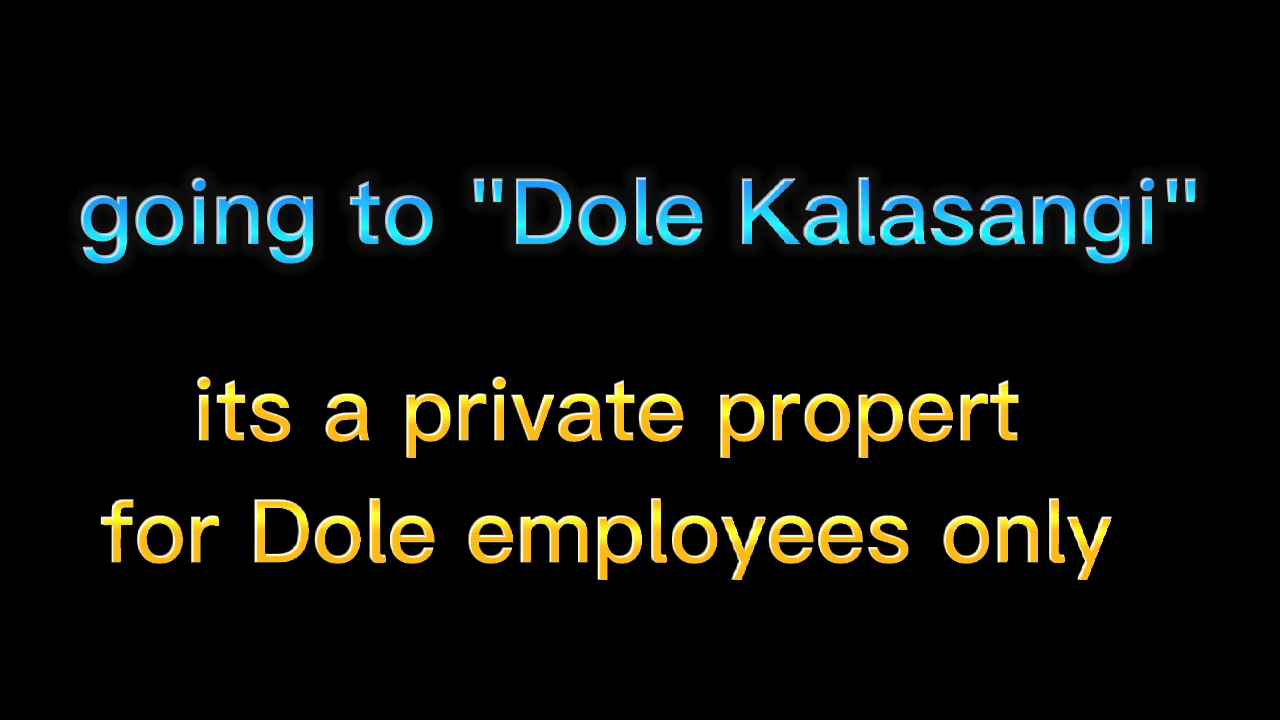 going to "Dole Kalasangi"
its a private propert
for Dole employees only